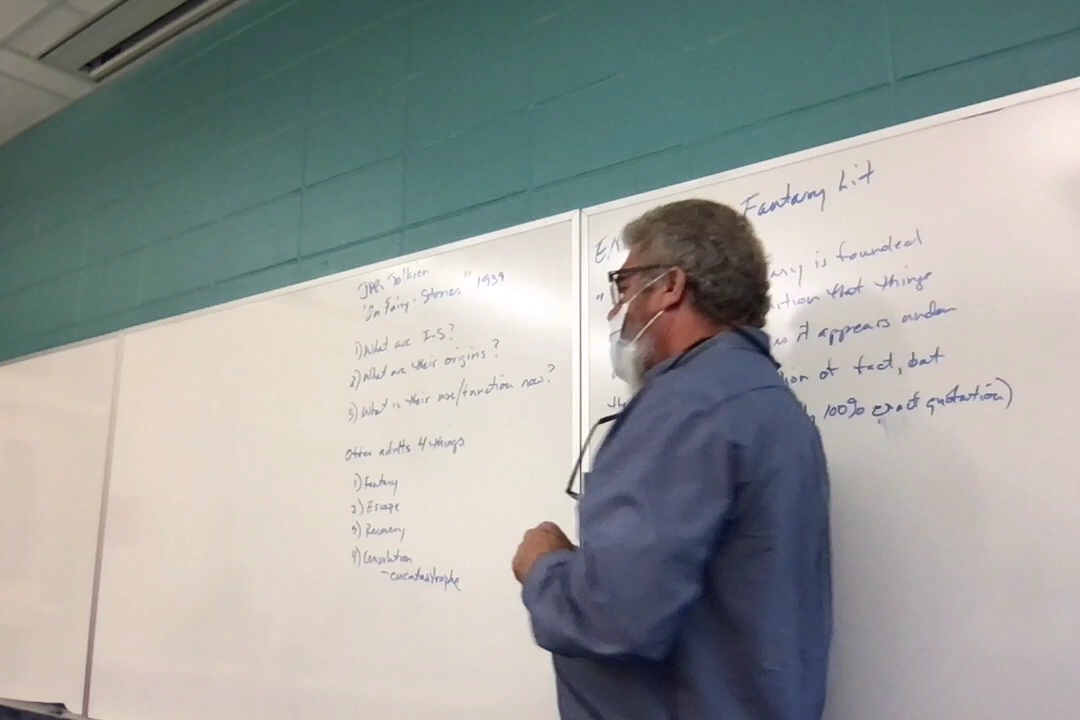 JRR Tolkien
"On Fairy-Stories" 1939
1) What are F-S?
2) What are their origins?
3) What is their use/function now?
Offer adults 4 things
1) Fantasy
2) Escape
3) Recovery
4) Consolation
- eucatastrophe
Fantasy Lit
is founded
that things
it appears under
of fact, but
100% exact quotation)